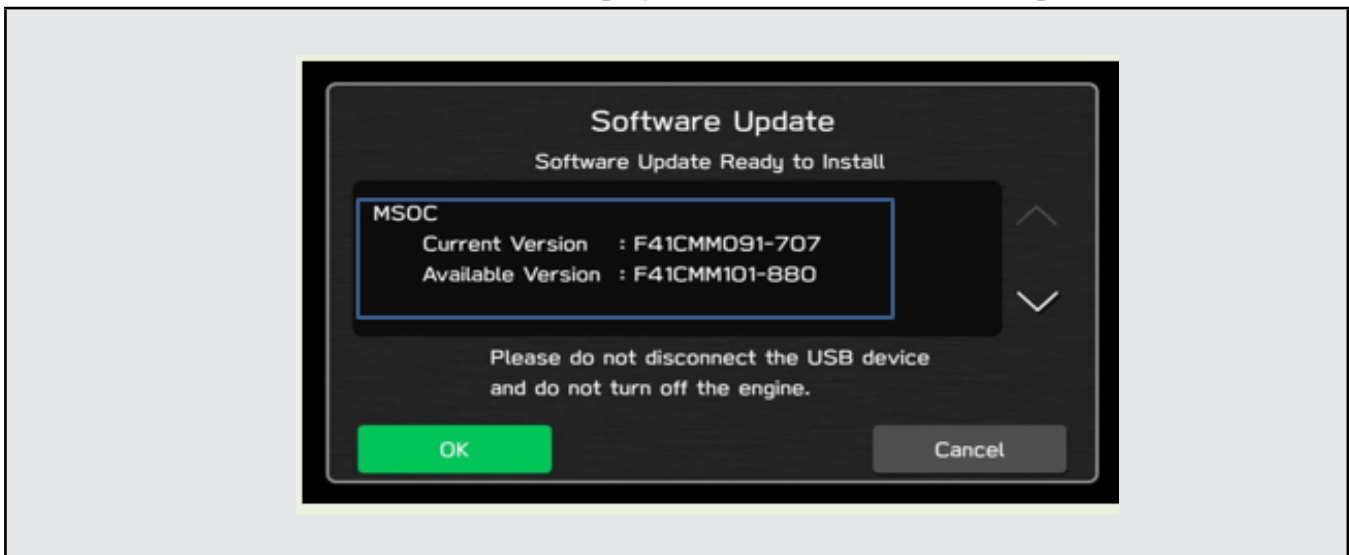 Software Update
Software Update Ready to Install
MSOC
Current Version : F41CMM091-707
Available Version : F41CMM101-880
Please do not disconnect the USB device
and do not turn off the engine.
OK
Cancel